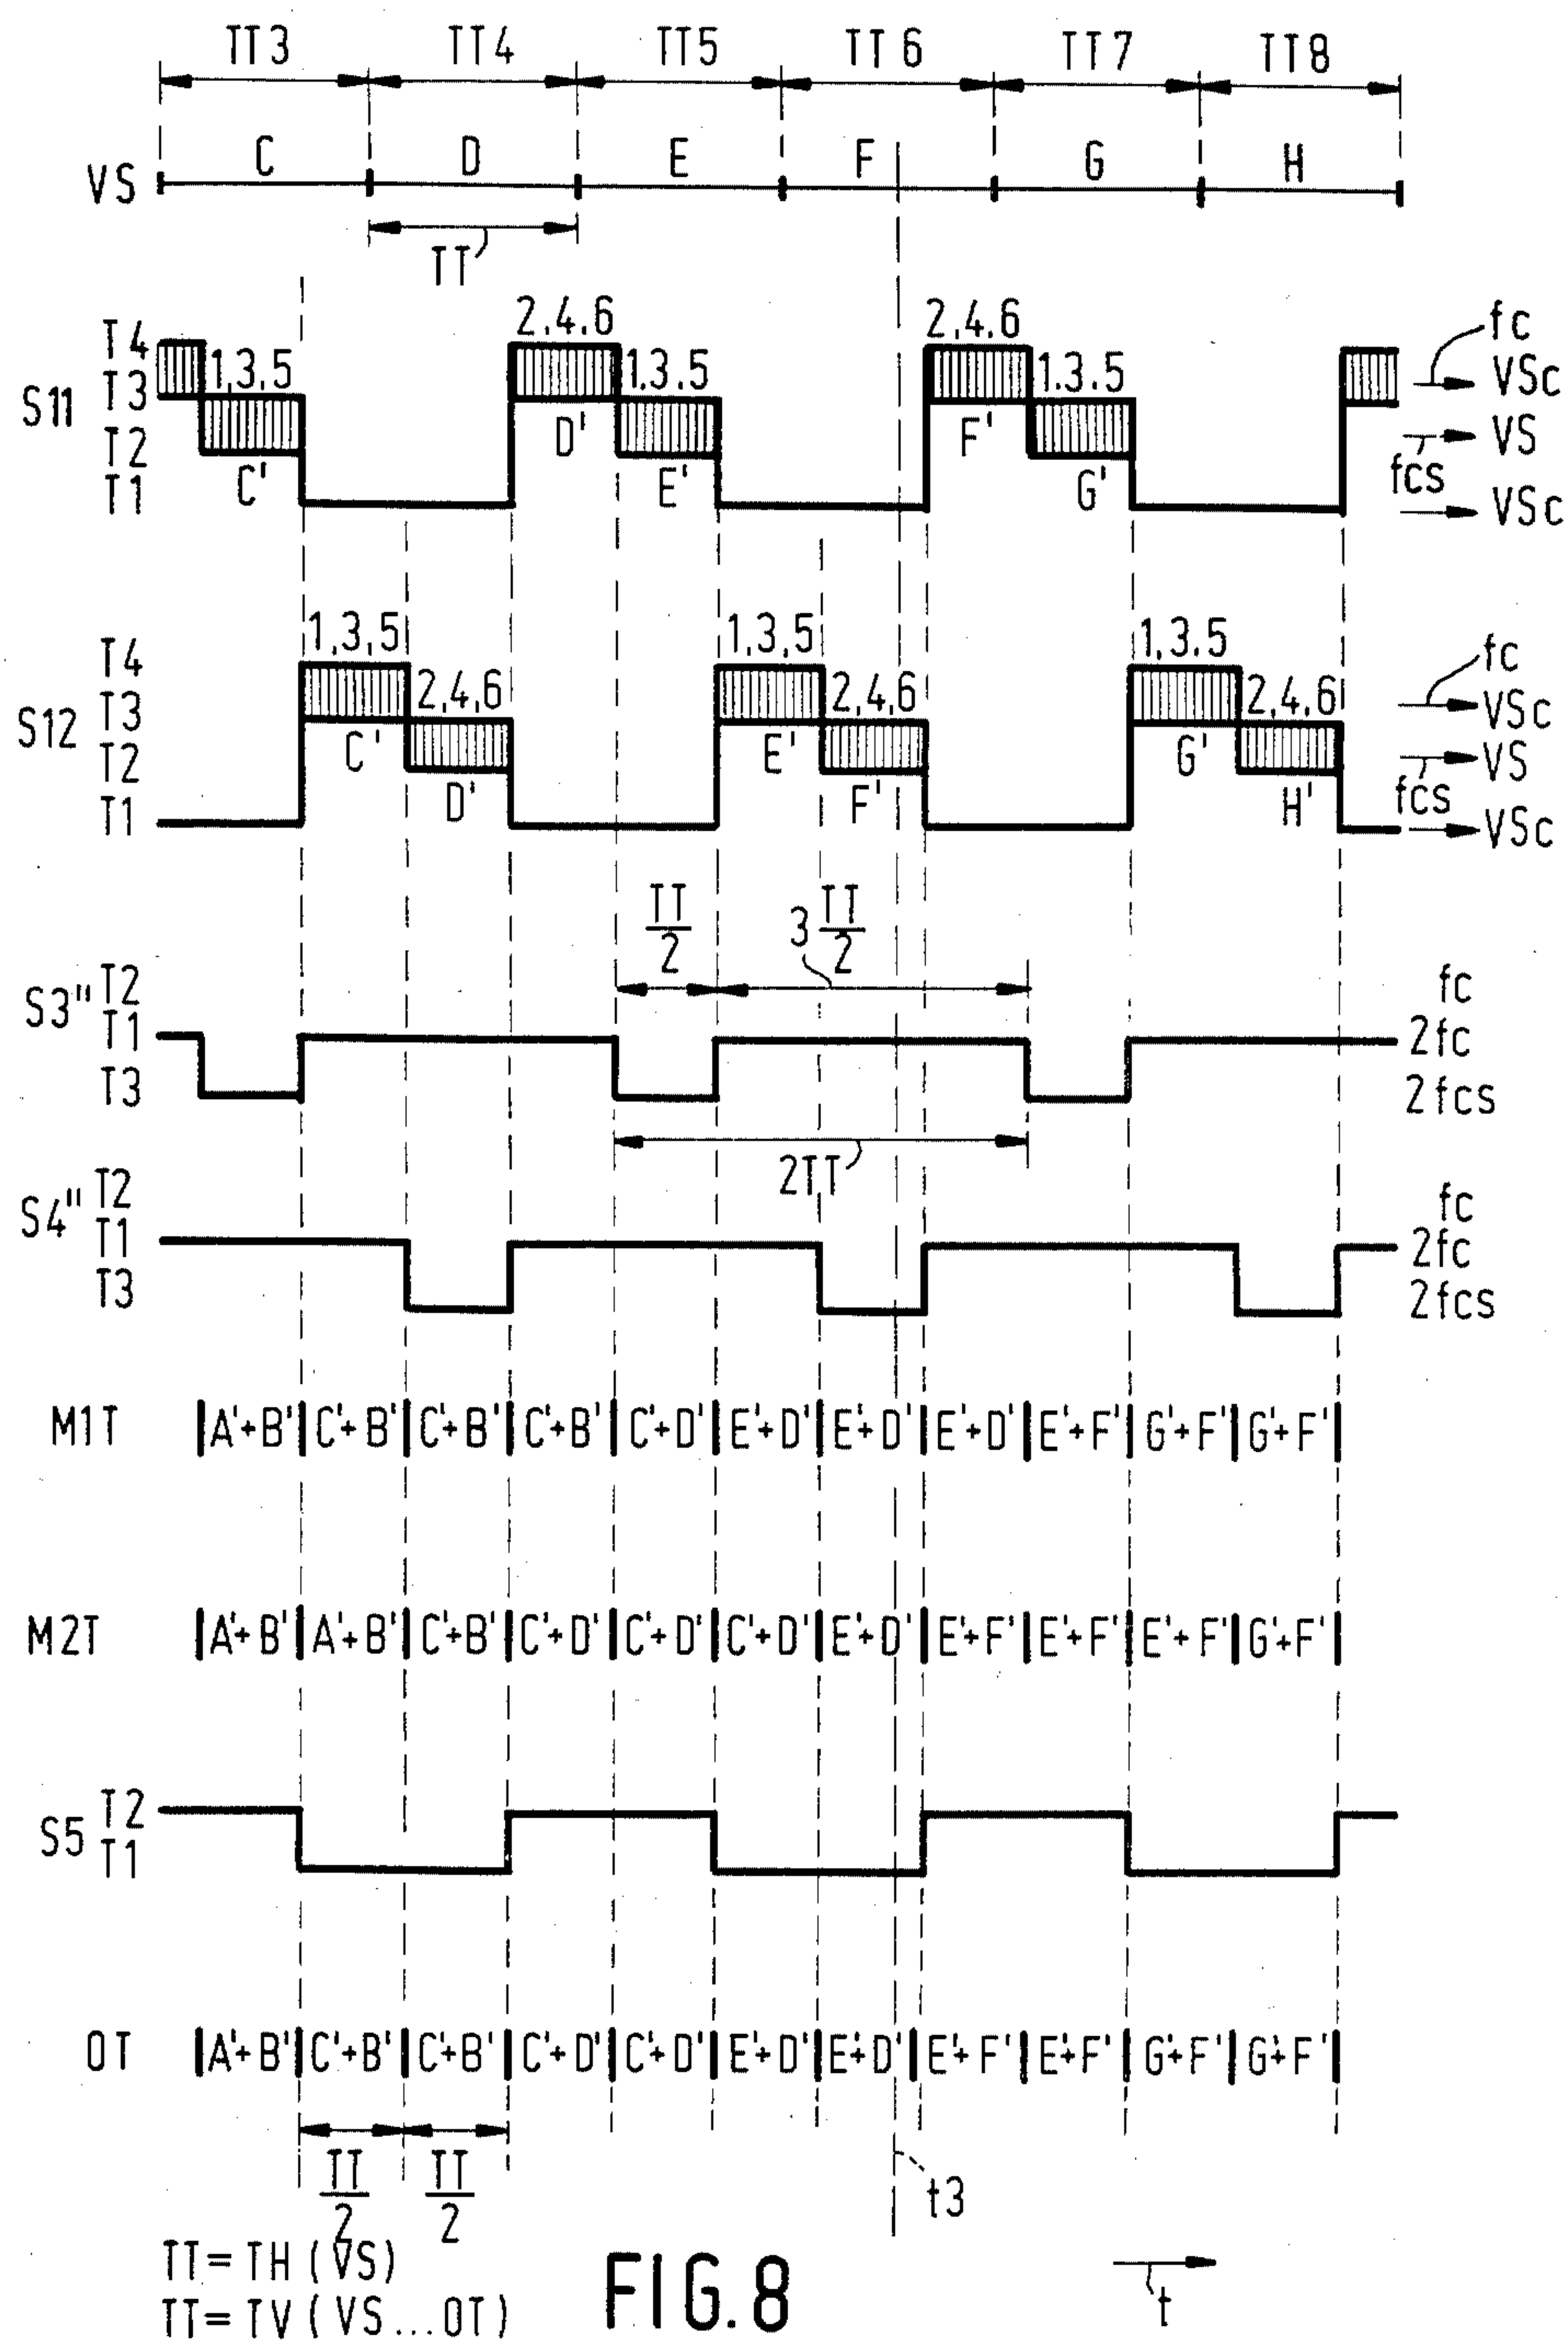 TT3 TT4 TT5 TT6 TT7 TT8
VS C D E F G H
TT
S11 T4 T3 T2 T1
1,3,5 2,4,6 1.3.5 2,4,6 1.3.5
C' D' E' F' G'
fc
VSc
VS
fcs
VSc
S12 T4 T3 T2 T1
1,3,5 2,4,6 1,3,5 2,4,6 1,3.5 2,4,6
C' D' E' F' G' H'
fc
VSc
VS
fcs
VSc
TT/2 3 TT/2
S3" T2 T1 T3
fc
2fc
2fcs
2TT
S4" T2 T1 T3
fc
2fc
2fcs
M1T |A'+B'|C'+B'|C'+B'|C'+B'|C'+D'|E'+D'|E'+D'|E'+D'|E'+F'|G'+F'|G'+F'|
M2T |A'+B'|A'+B'|C'+B'|C'+D'|C'+D'|C'+D'|E'+D'|E'+F'|E'+F'|E'+F'|G'+F'|
S5 T2 T1
OT |A'+B'|C'+B'|C'+B'|C'+D'|C'+D'|E'+D'|E'+D'|E'+F'|E'+F'|G'+F'|G'+F'|
TT/2 TT/2
t3
TT = TH (VS)
TT = TV (VS...OT)
FIG.8
t